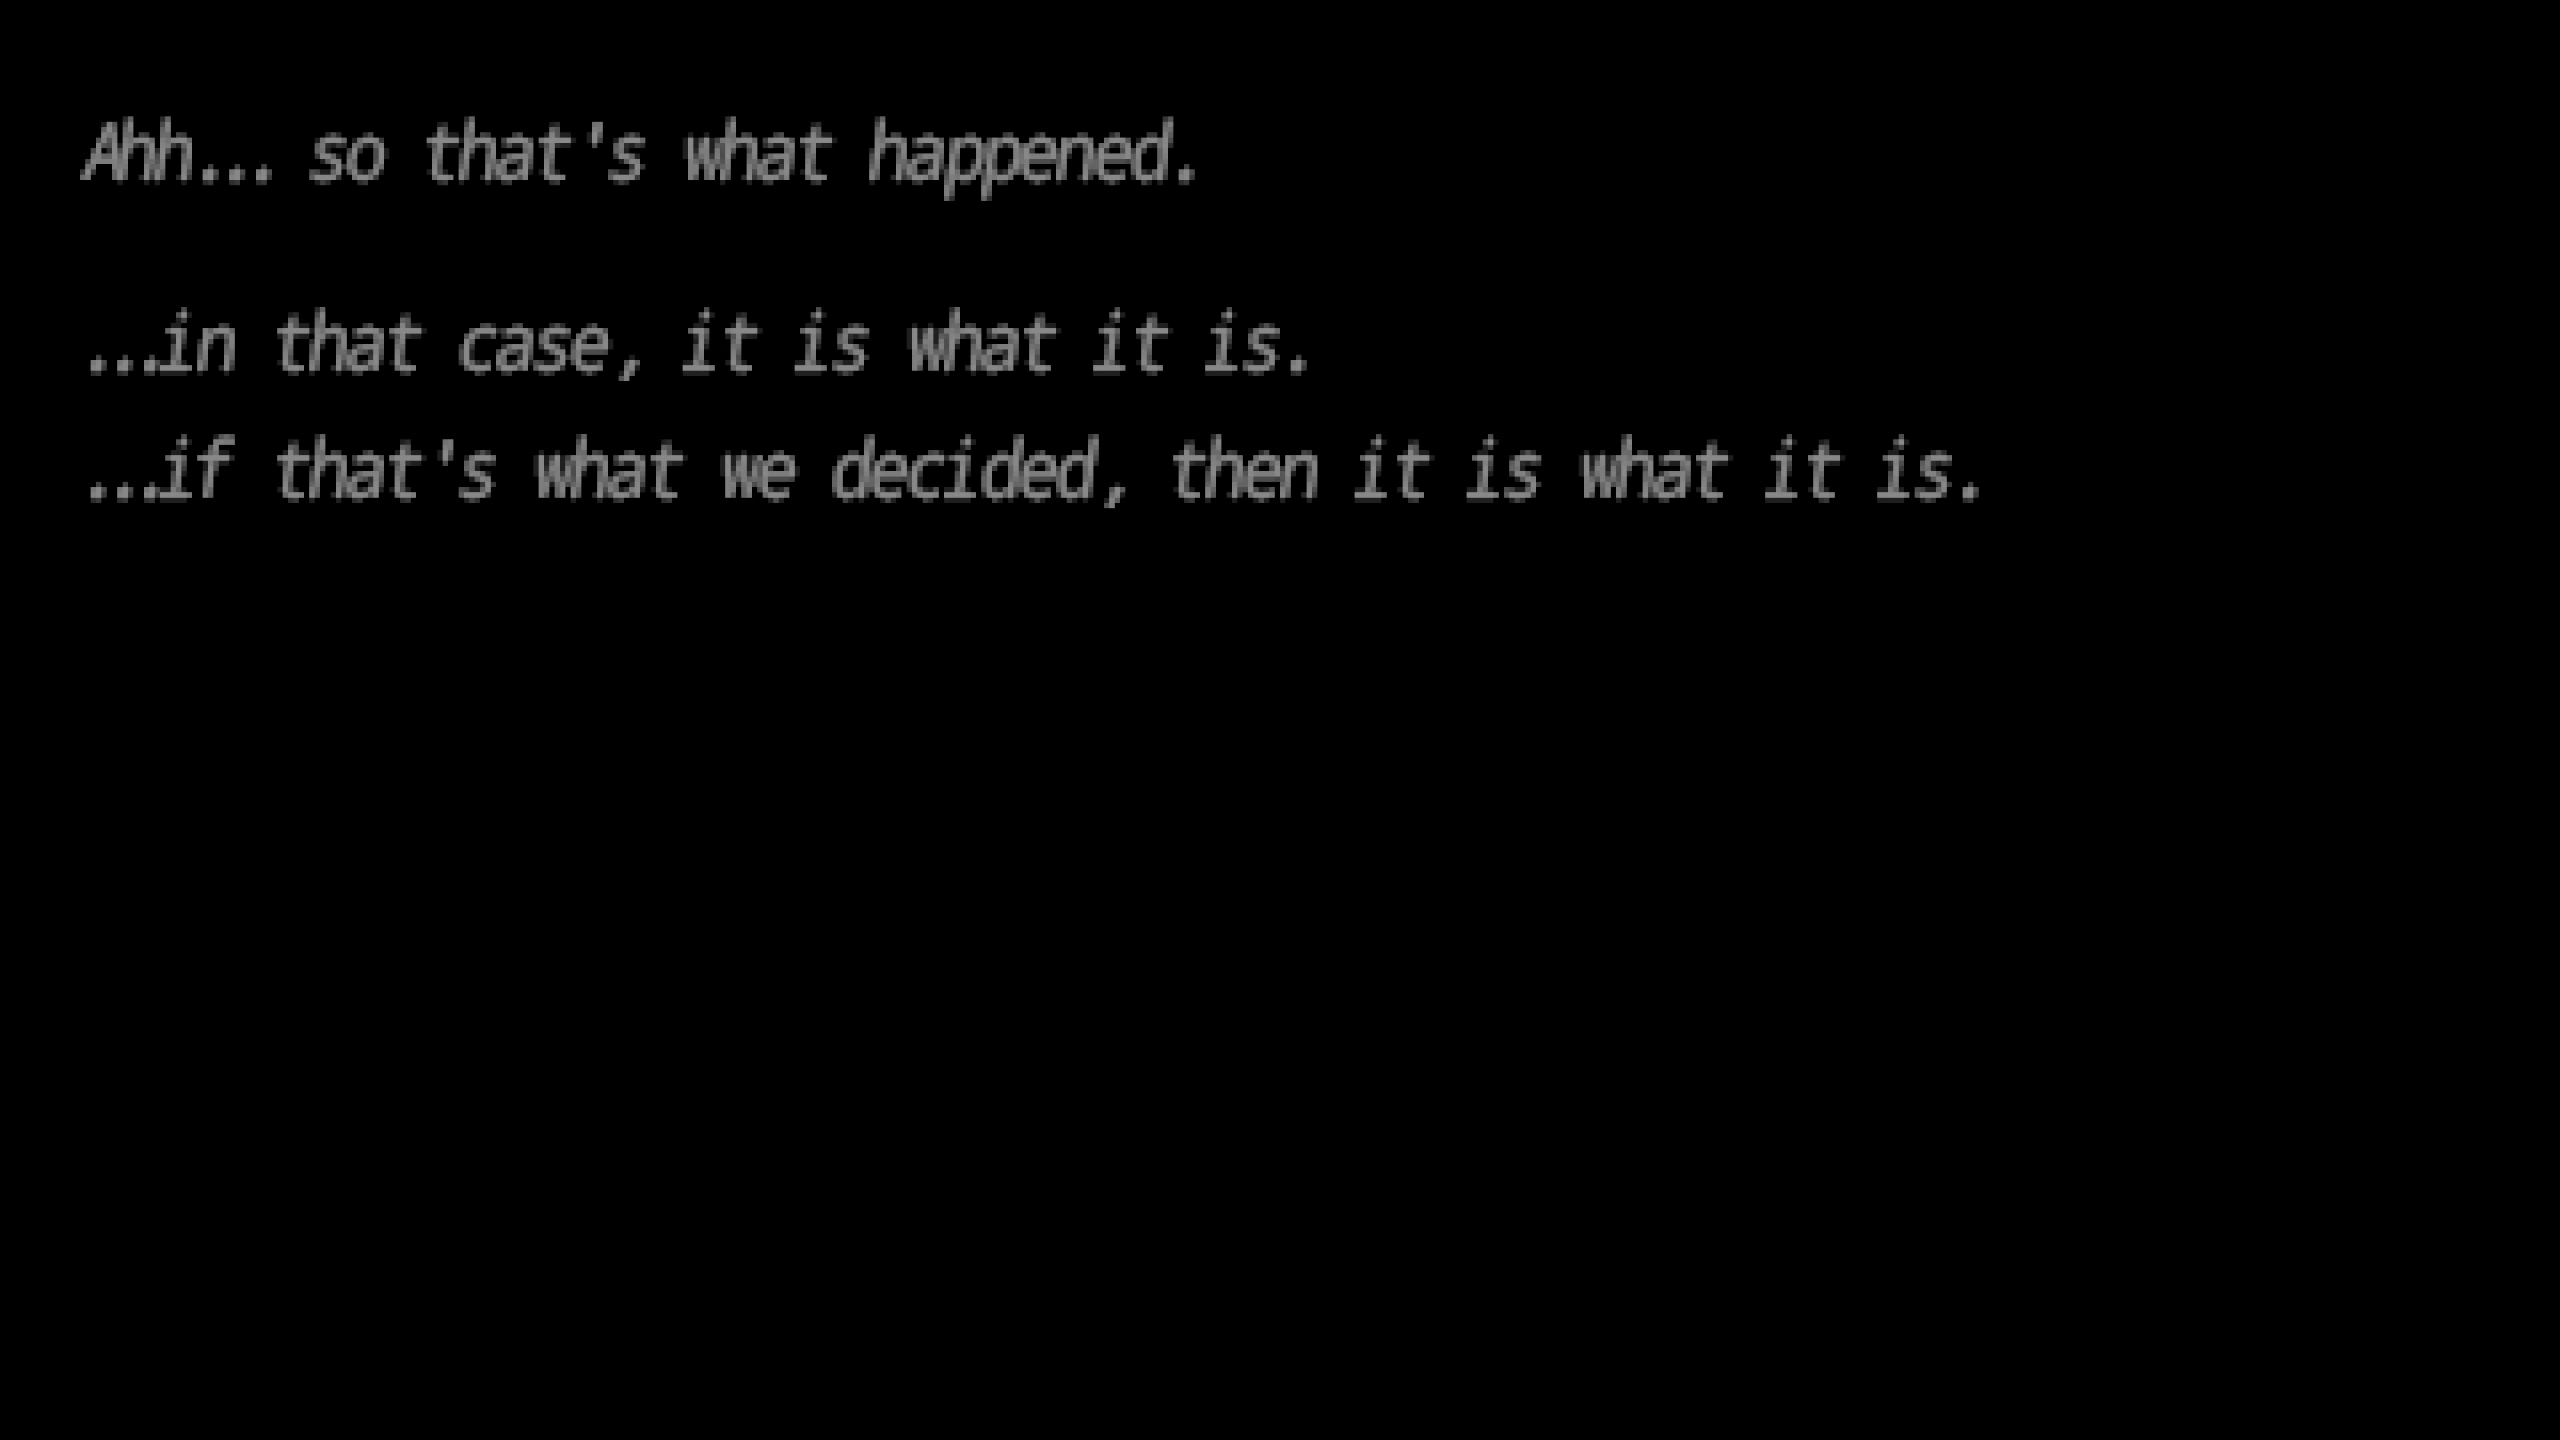 Ahh... so that's what happened.
...in that case, it is what it is.
...if that's what we decided, then it is what it is.